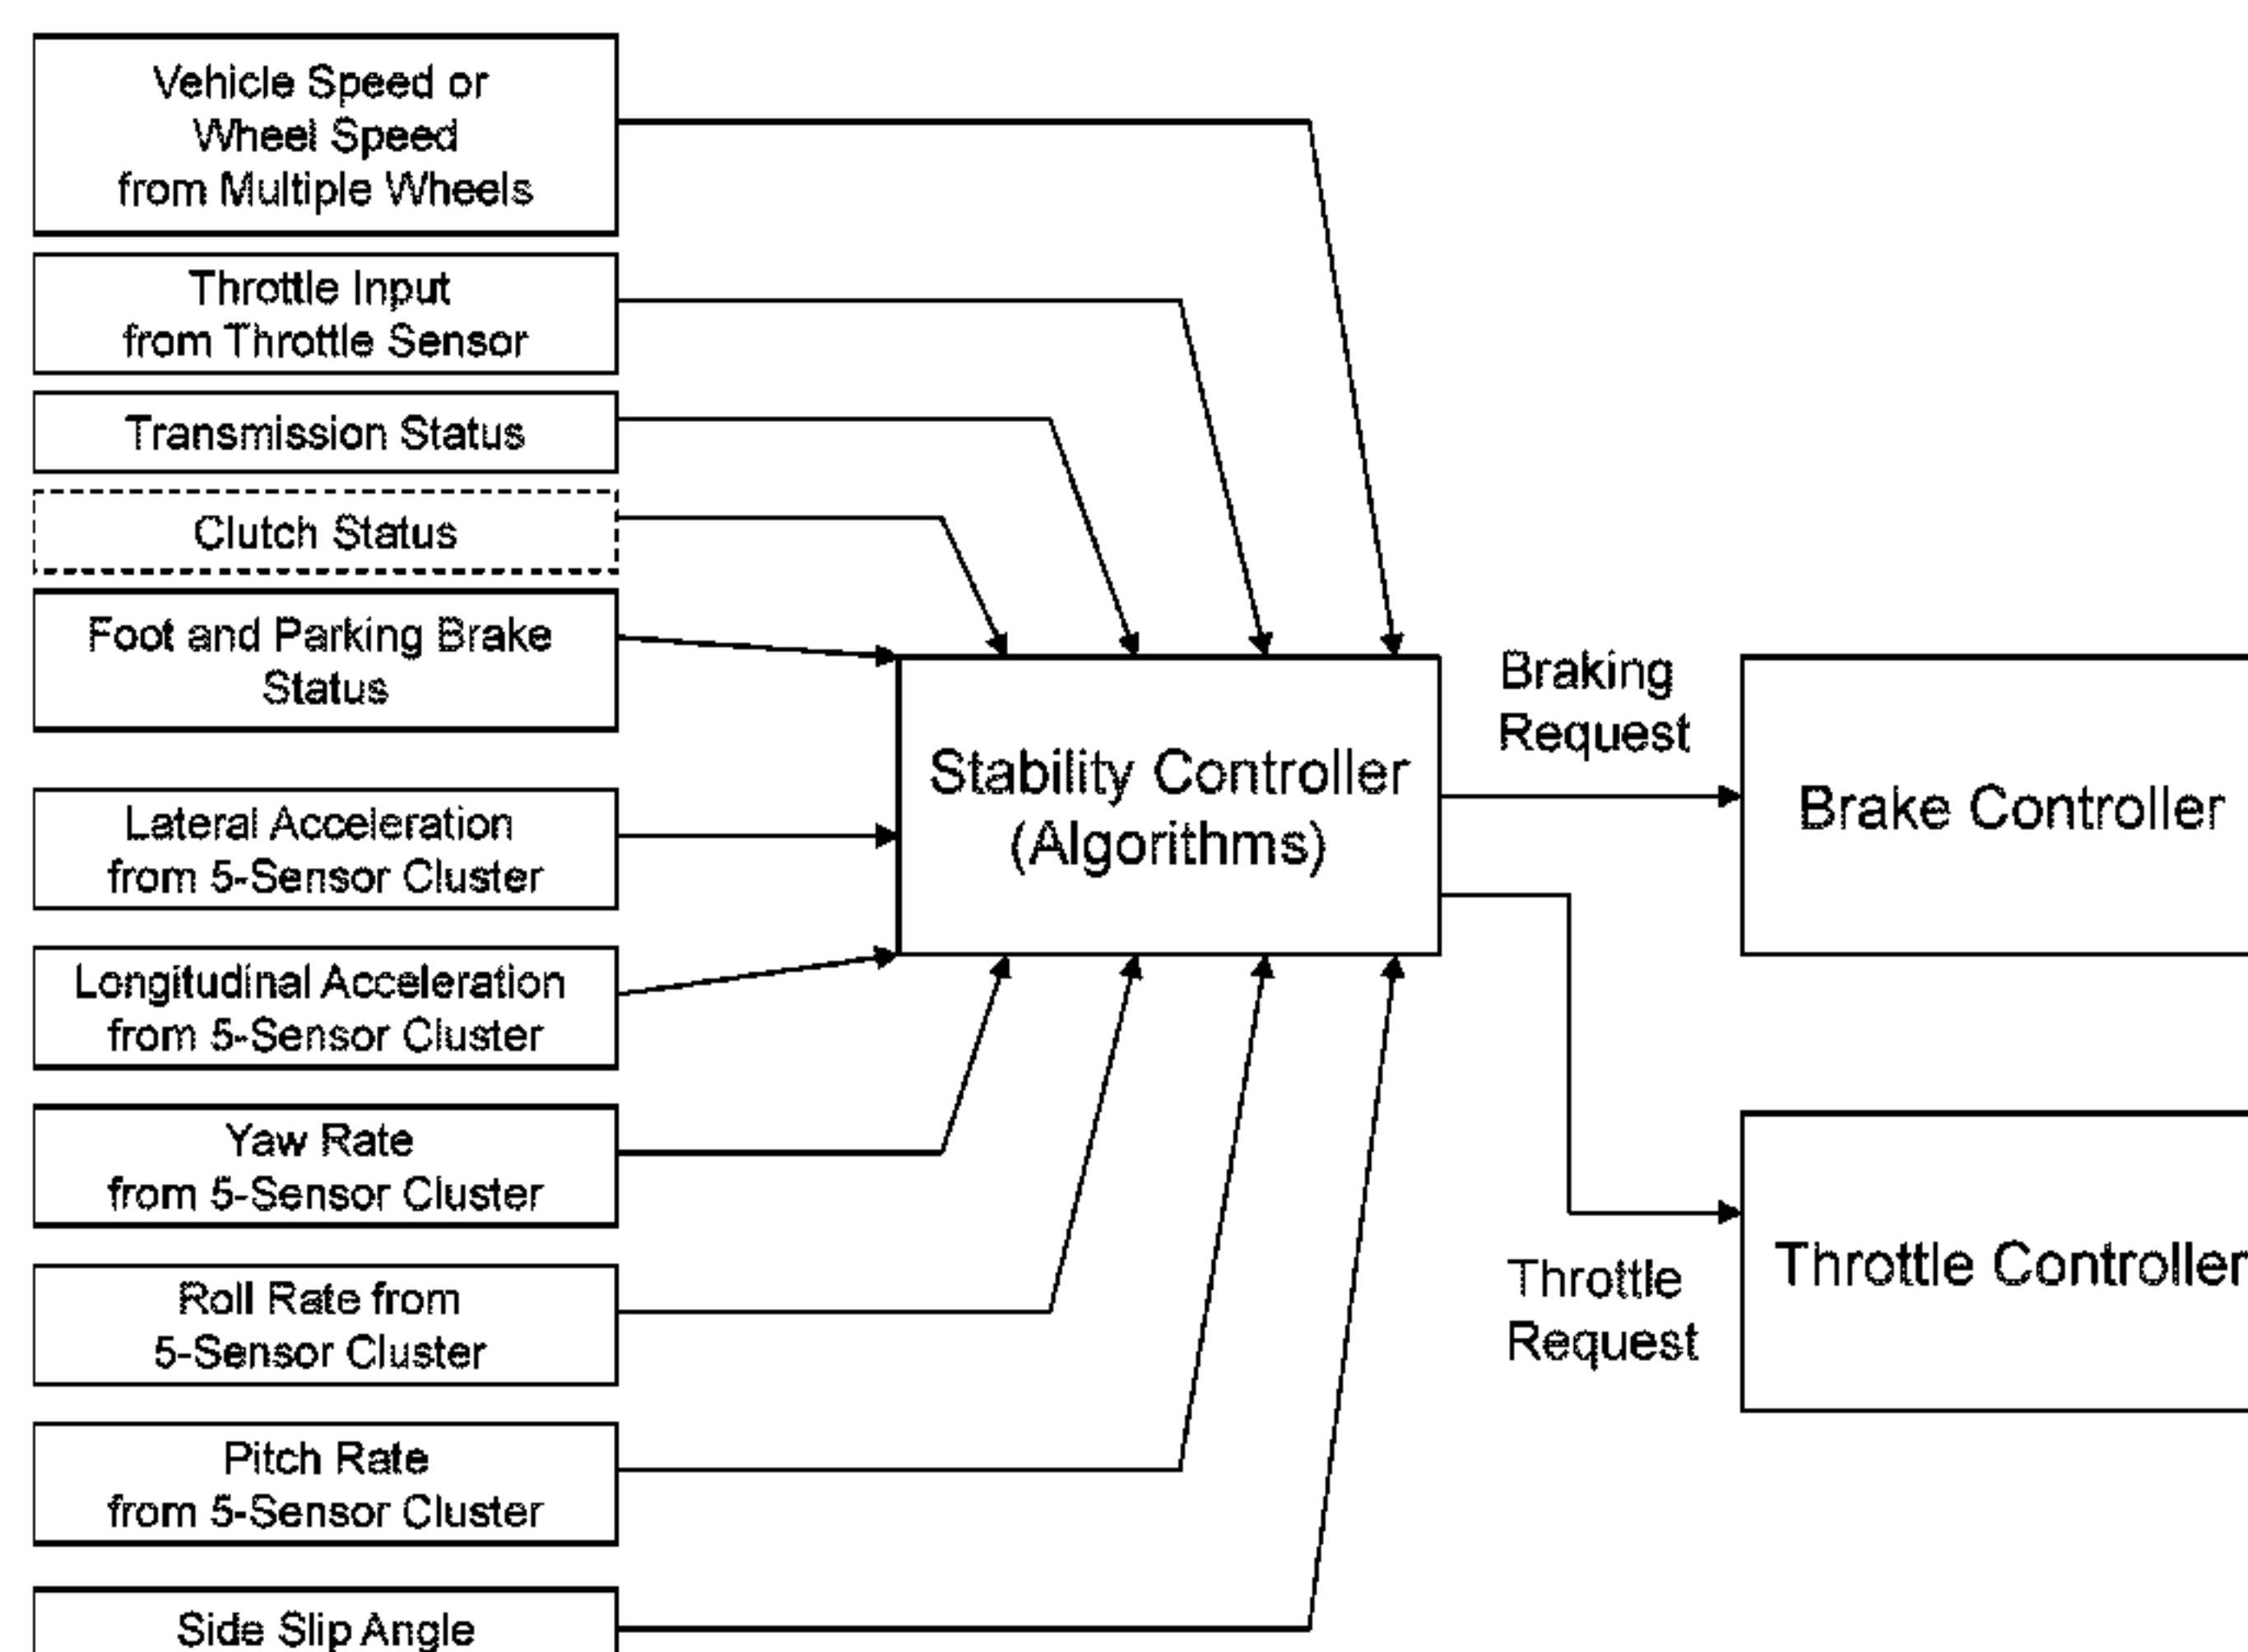 Vehicle Speed or
Wheel Speed
from Multiple Wheels
Throttle Input
from Throttle Sensor
Transmission Status
Clutch Status
Foot and Parking Brake
Status
Lateral Acceleration
from 5-Sensor Cluster
Longitudinal Acceleration
from 5-Sensor Cluster
Yaw Rate
from 5-Sensor Cluster
Roll Rate from
5-Sensor Cluster
Pitch Rate
from 5-Sensor Cluster
Side Slip Angle
Stability Controller
(Algorithms)
Braking
Request
Brake Controller
Throttle
Request
Throttle Controller